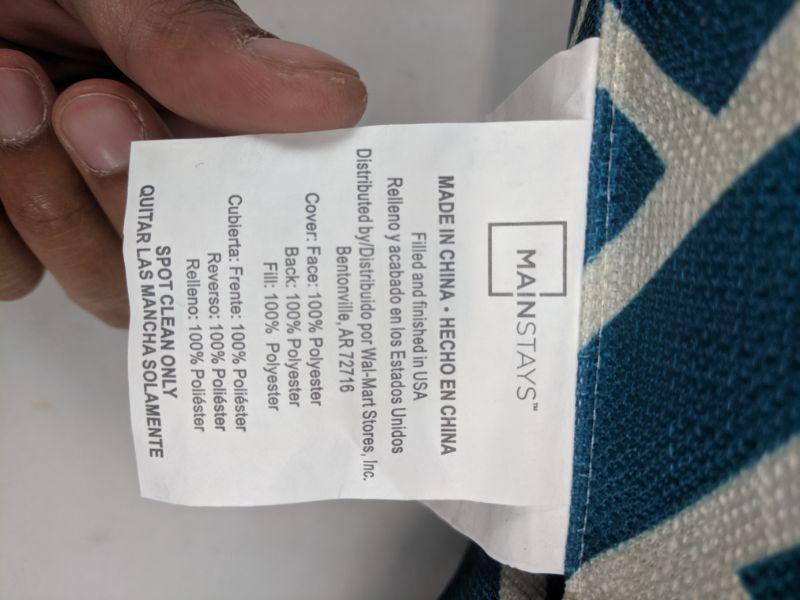 MAINSTAYS™
MADE IN CHINA • HECHO EN CHINA
Filled and finished in USA
Relleno y acabado en los Estados Unidos
Distributed by/Distribuido por Wal-Mart Stores, Inc.
Bentonville, AR 72716
Cover: Face: 100% Polyester
Back: 100% Polyester
Fill: 100% Polyester
Cubierta: Frente: 100% Poliéster
Reverso: 100% Poliéster
Relleno: 100% Poliéster
SPOT CLEAN ONLY
QUITAR LAS MANCHA SOLAMENTE